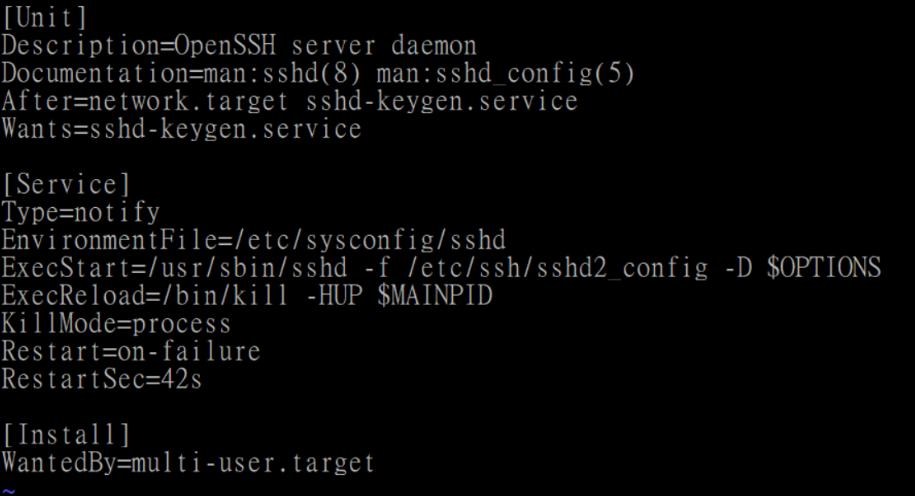 [Unit]
Description=OpenSSH server daemon
Documentation=man:sshd(8) man:sshd_config(5)
After=network.target sshd-keygen.service
Wants=sshd-keygen.service

[Service]
Type=notify
EnvironmentFile=/etc/sysconfig/sshd
ExecStart=/usr/sbin/sshd -f /etc/ssh/sshd2_config -D $OPTIONS
ExecReload=/bin/kill -HUP $MAINPID
KillMode=process
Restart=on-failure
RestartSec=42s

[Install]
WantedBy=multi-user.target
~